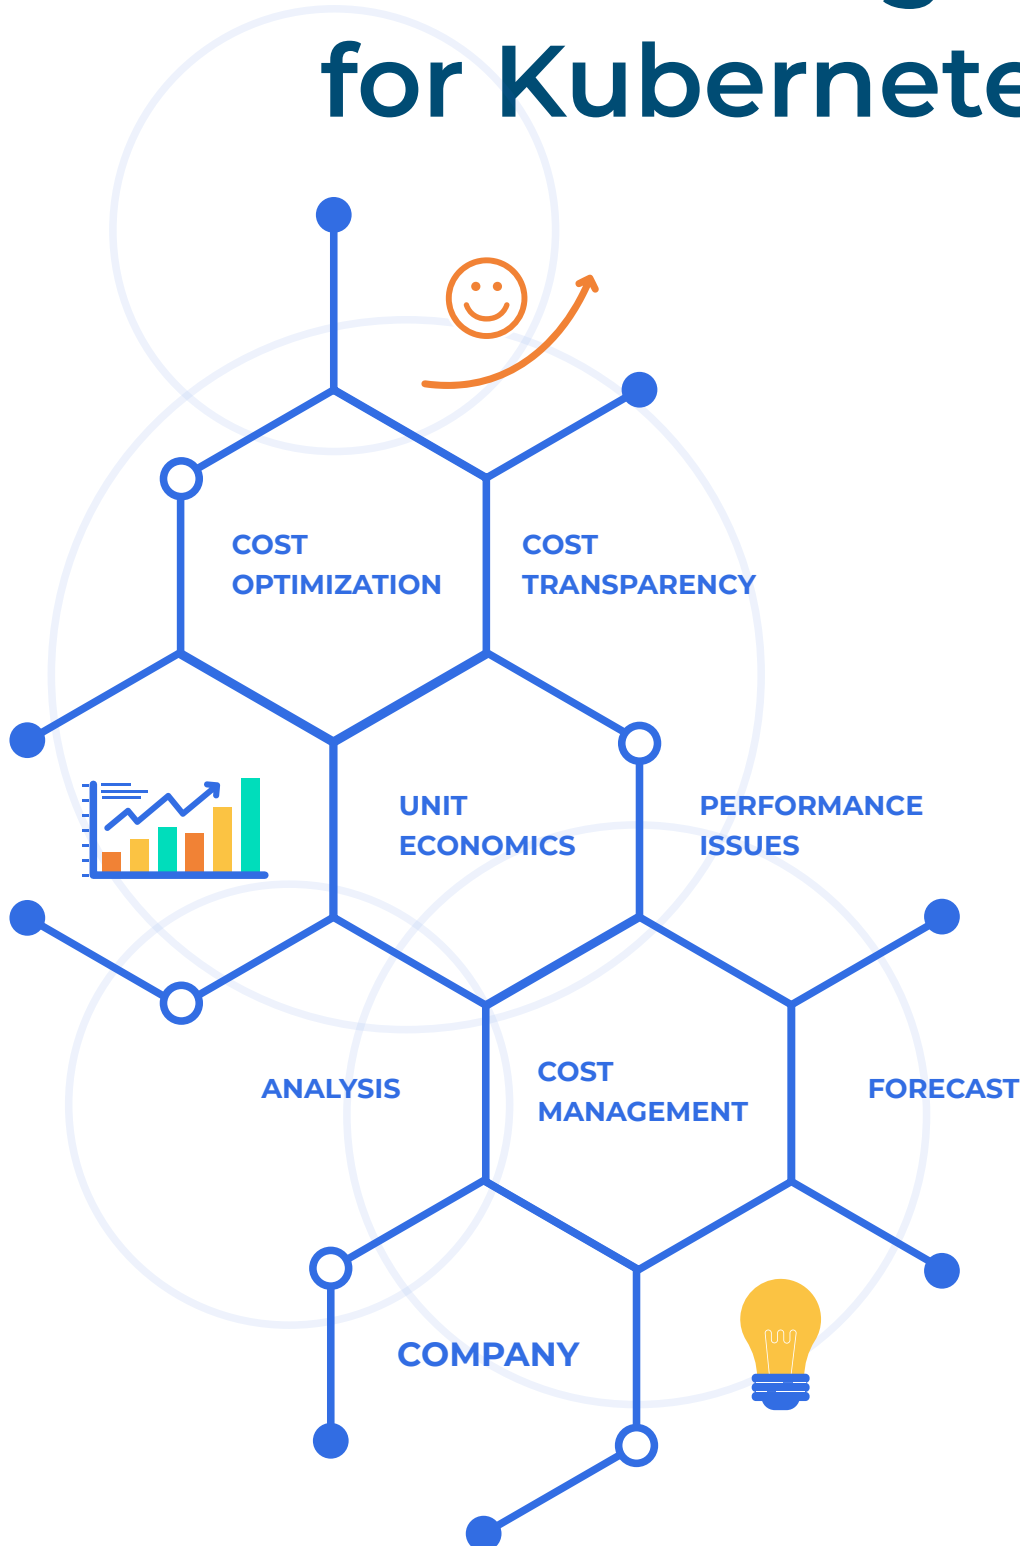 for Kubernete
COST
OPTIMIZATION
COST
TRANSPARENCY
UNIT
ECONOMICS
PERFORMANCE
ISSUES
ANALYSIS
COST
MANAGEMENT
FORECAST
COMPANY